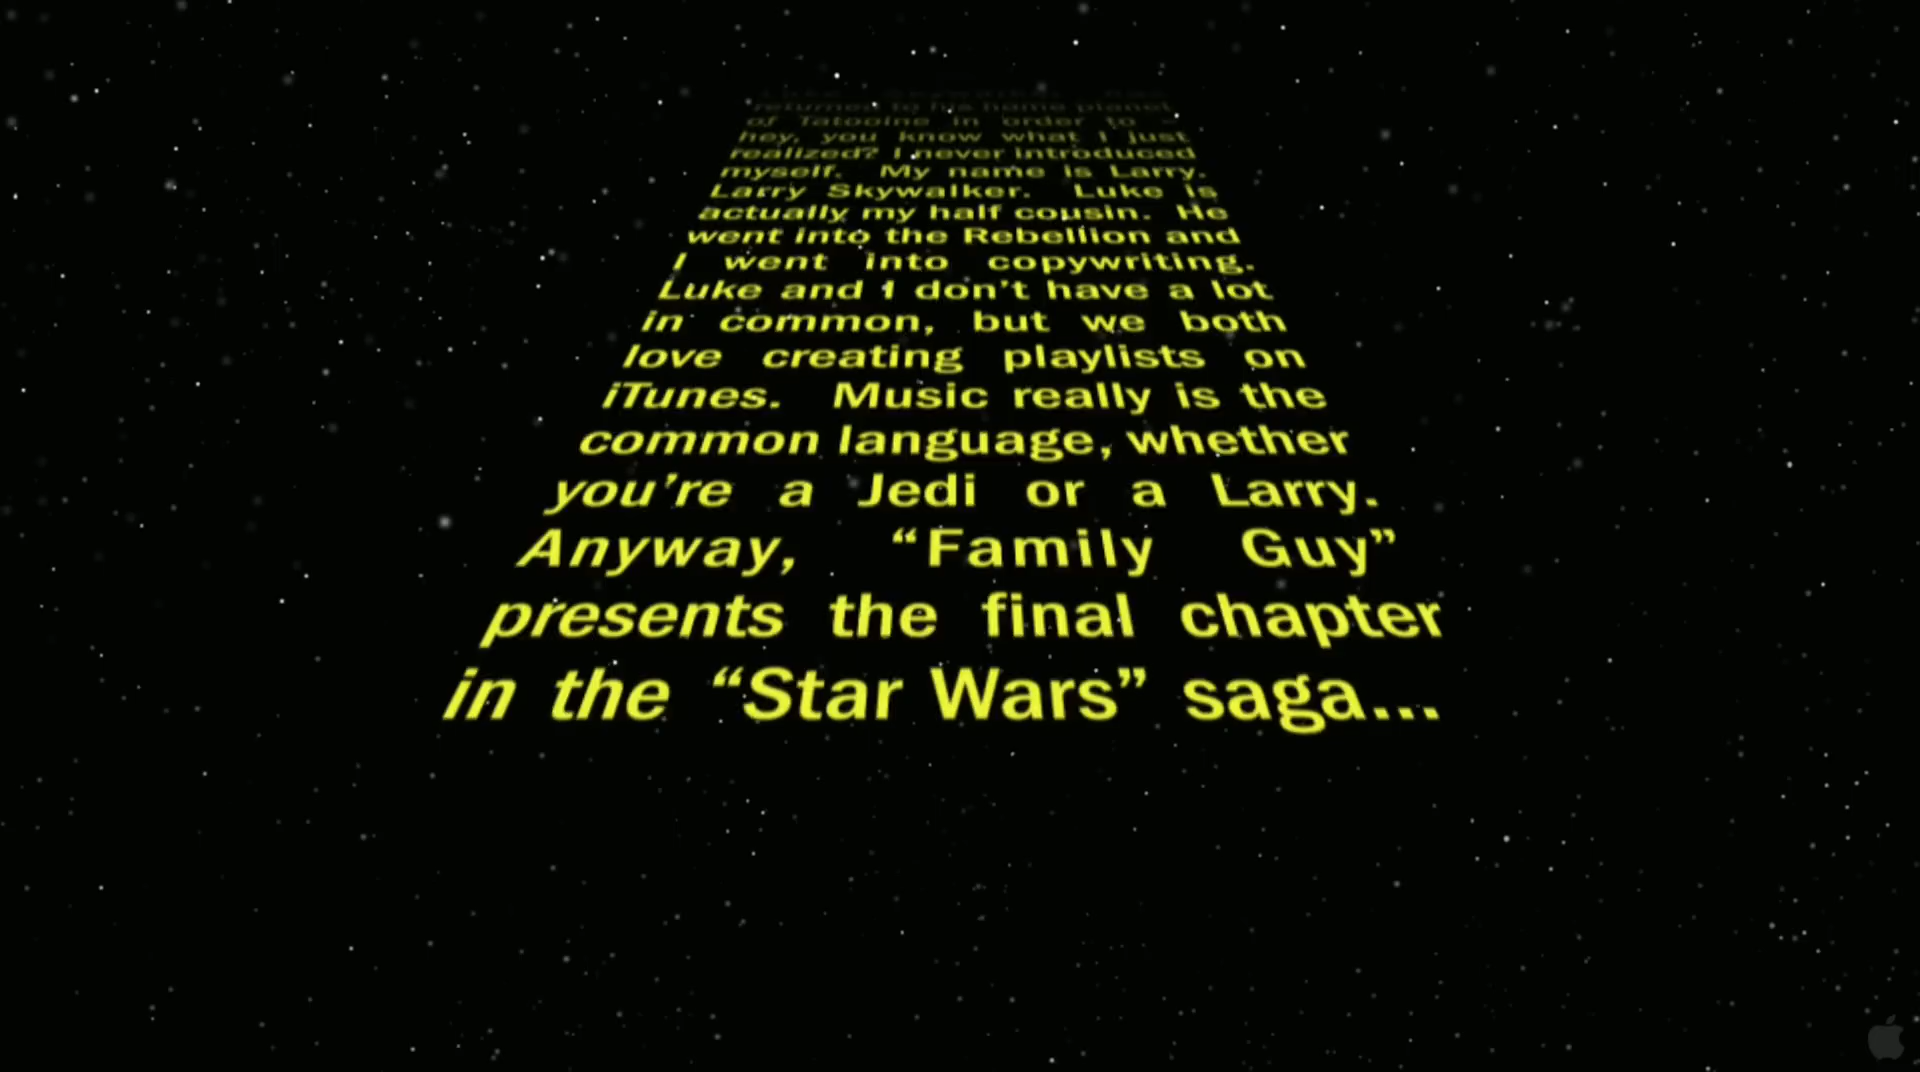 Luke Skywalker has
returned to his home planet
of Tatooine in order to –
hey, you know what I just
realized? I never introduced
myself. My name is Larry.
Larry Skywalker. Luke is
actually my half cousin. He
went into the Rebellion and
I went into copywriting.
Luke and I don't have a lot
in common, but we both
love creating playlists on
iTunes. Music really is the
common language, whether
you're a Jedi or a Larry.
Anyway, “Family Guy”
presents the final chapter
in the “Star Wars” saga...